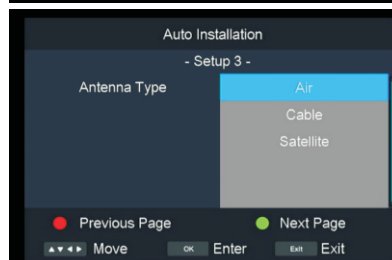 Auto Installation
- Setup 3 -
Antenna Type Air
Cable
Satellite
Previous Page Next Page
▲▼◄► Move OK Enter Exit Exit